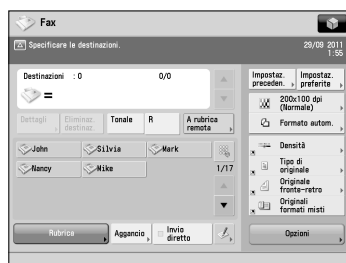 Fax
Specificare le destinazioni.
29/09 2011
1:56
Destinazioni : 0
0/0
=
Impostaz. preceden.
Impostaz. preferite
200x100 dpi
(Normale)
Formato autom.
Dettagli
Eliminaz. destinaz.
Tonale
R
A rubrica remota
John
Silvia
Mark
Nancy
Mike
1/17
Densità
Tipo di originale
Originale fronte-retro
Originali formati misti
Rubrica
Aggancio
Invio diretto
Opzioni